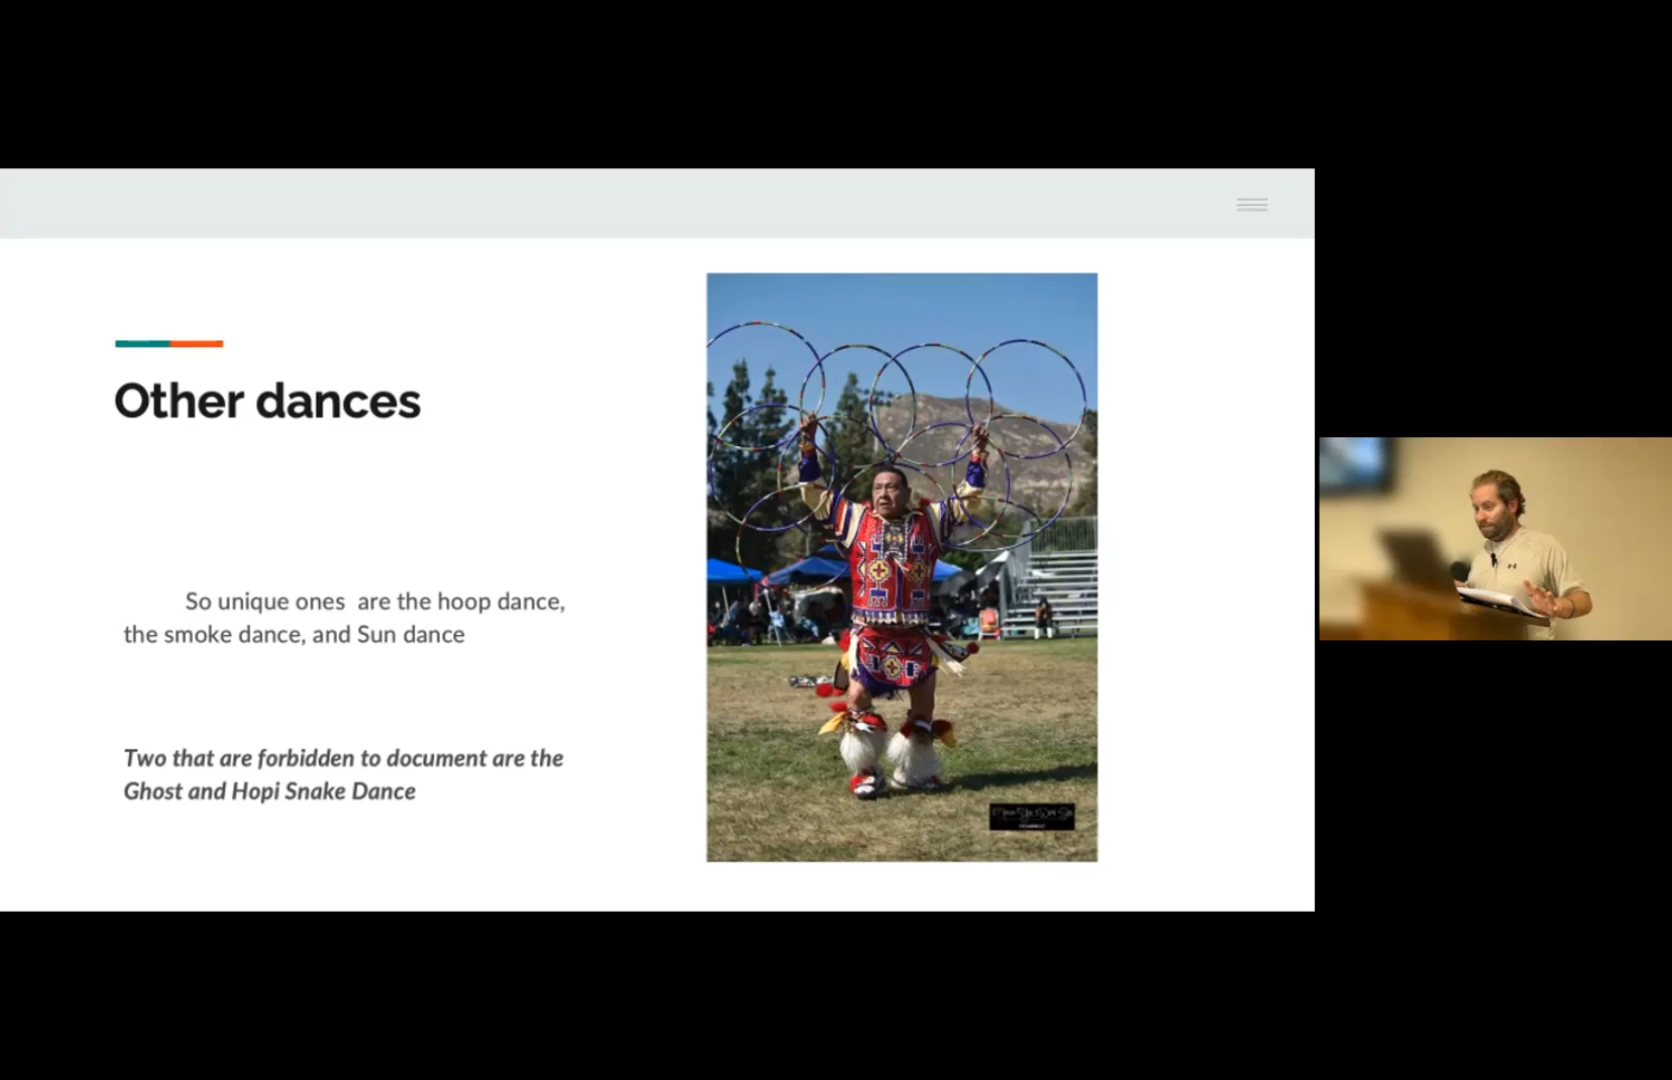 Other dances
So unique ones are the hoop dance,
the smoke dance, and Sun dance
Two that are forbidden to document are the
Ghost and Hopi Snake Dance